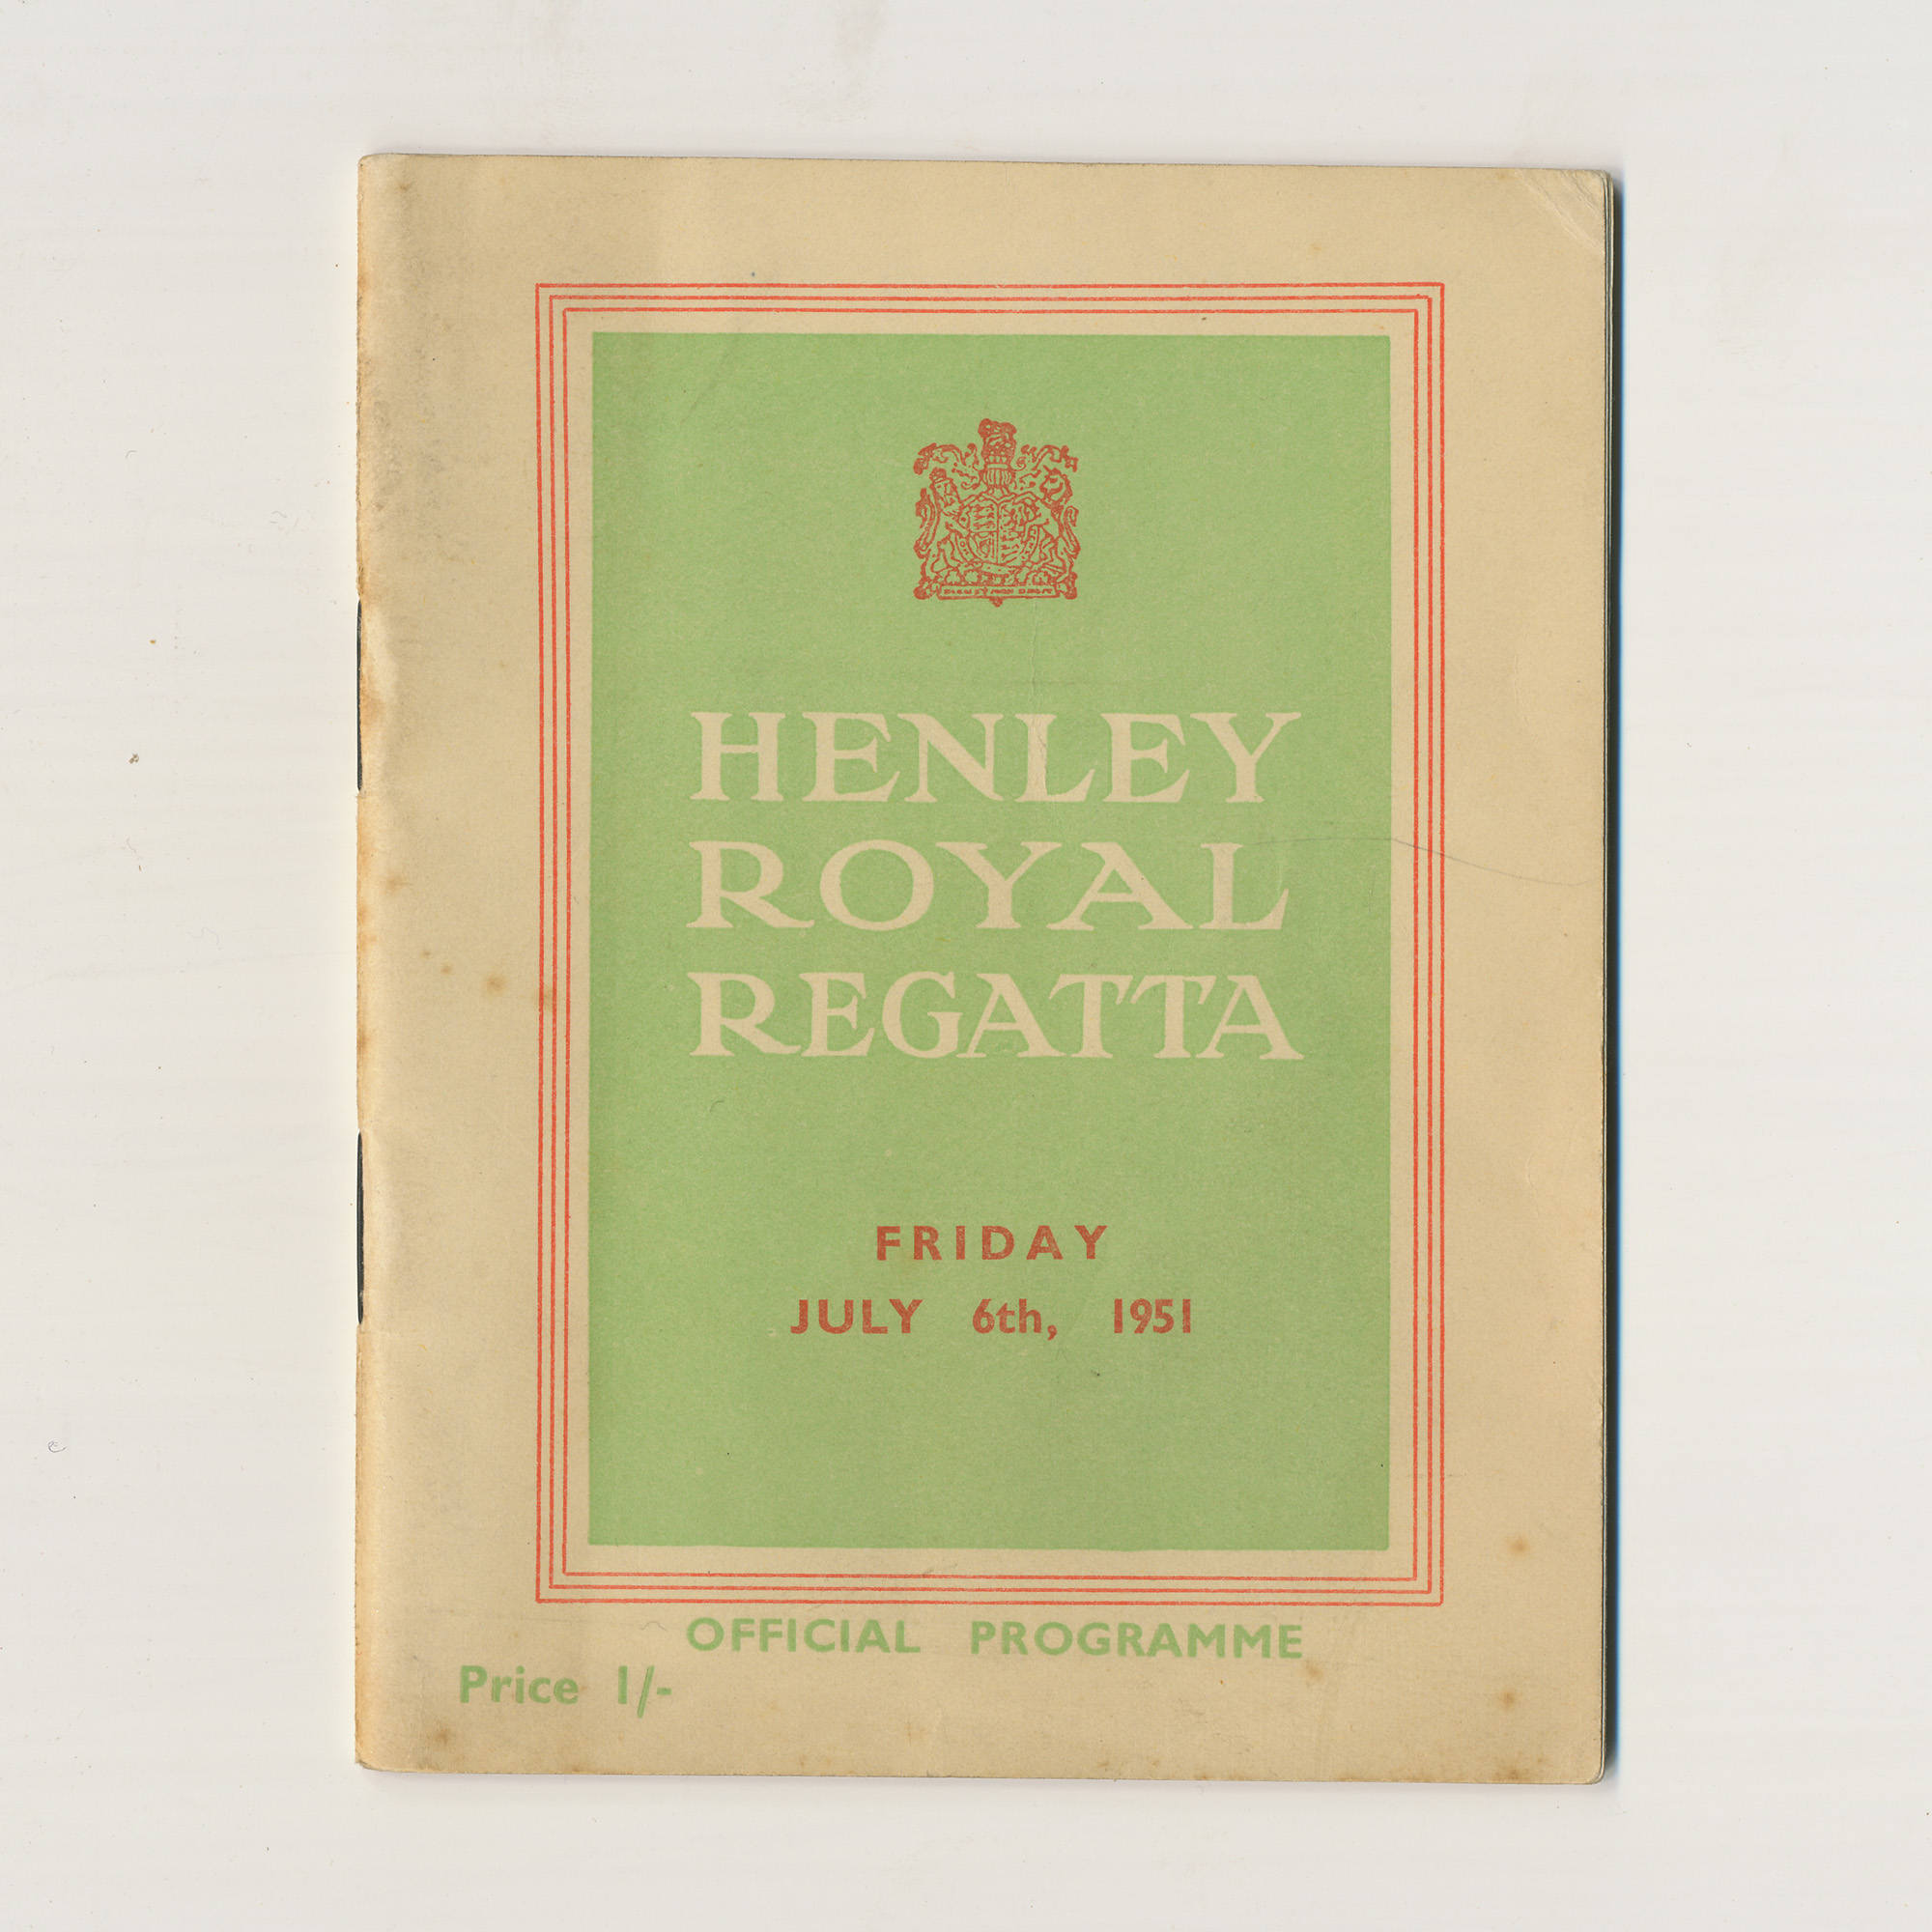 HENLEY
ROYAL
REGATTA
FRIDAY
JULY 6th, 1951
OFFICIAL PROGRAMME
Price 1/-